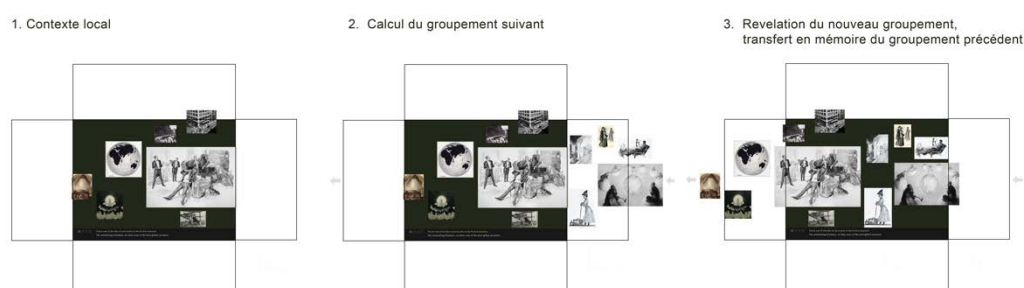 1. Contexte local
2. Calcul du groupement suivant
3. Revelation du nouveau groupement,
transfert en mémoire du groupement précédent